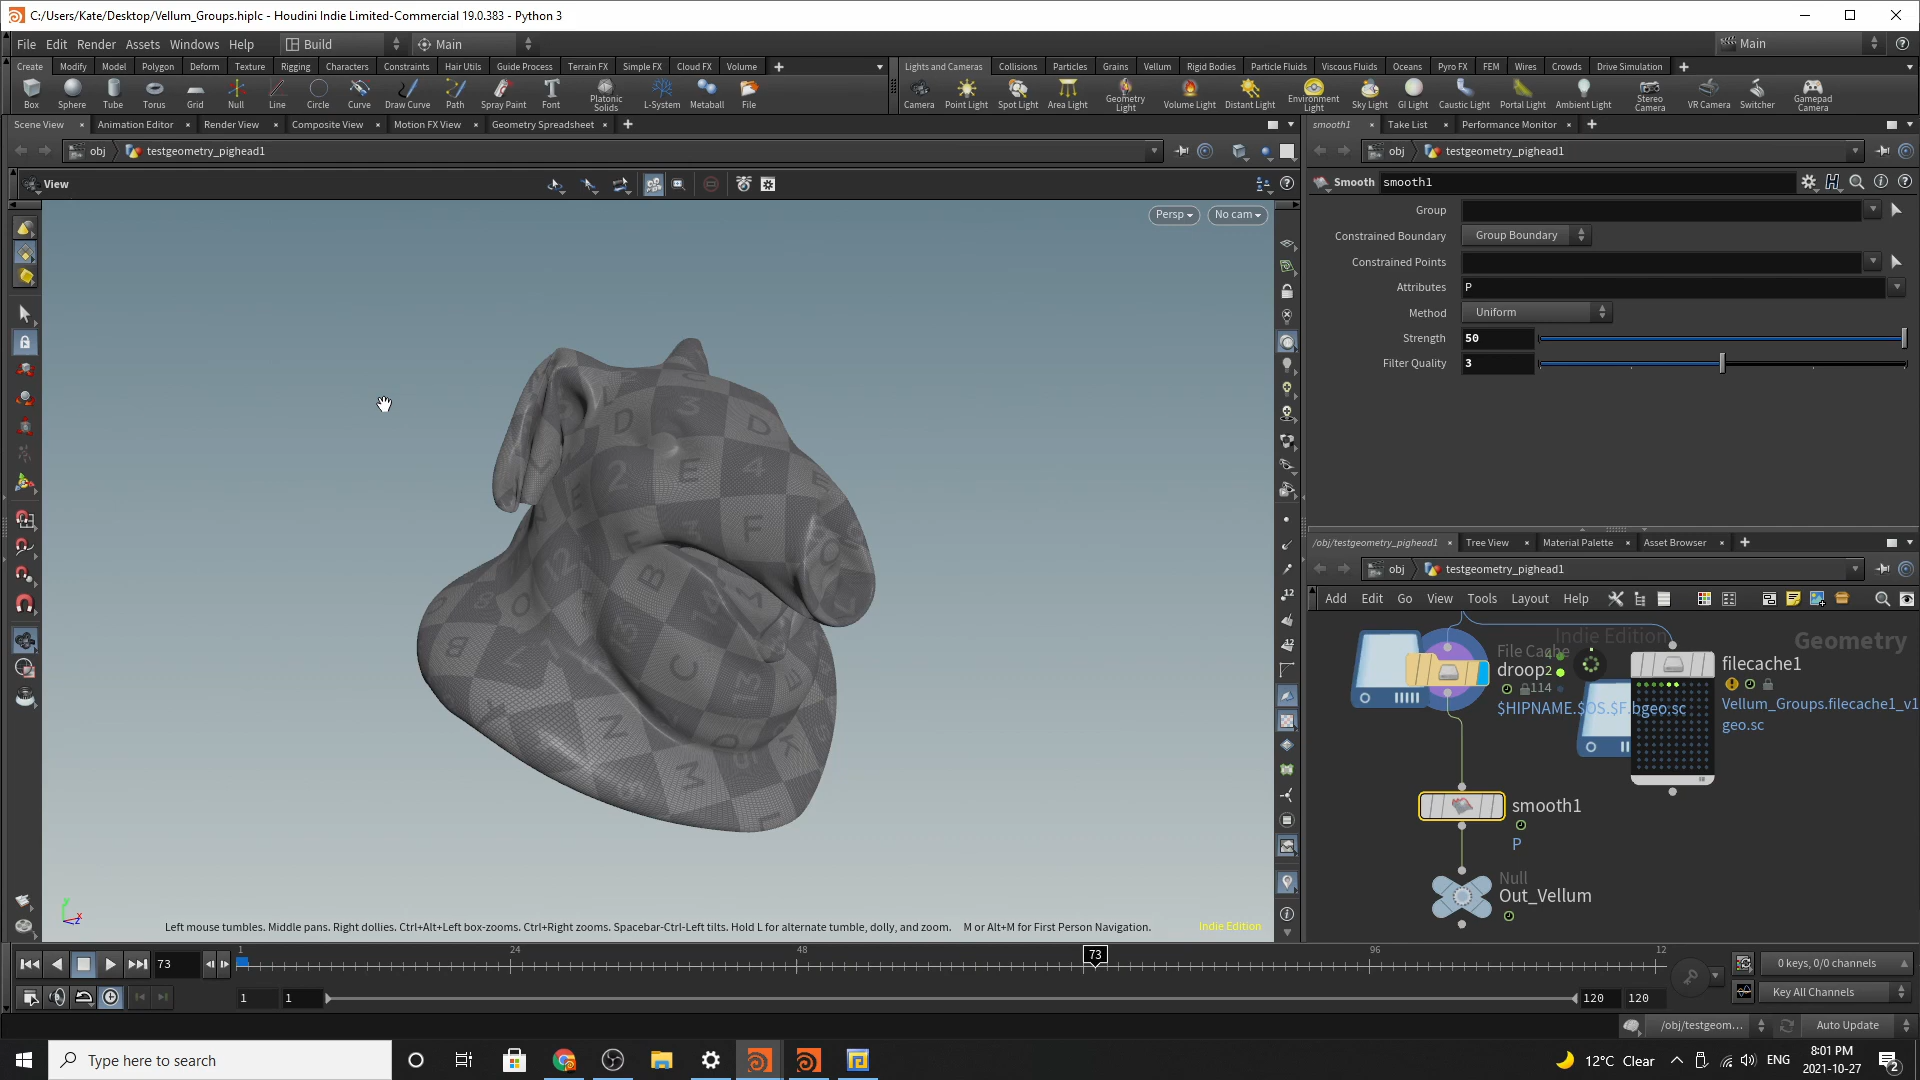 C:/Users/Kate/Desktop/Vellum_Groups.hiplc - Houdini Indie Limited-Commercial 19.0.383 - Python 3
File Edit Render Assets Windows Help Build Main Main
Create Modify Model Polygon Deform Texture Rigging Characters Constraints Hair Utils Guide Process Terrain FX Simple FX Cloud FX Volume
Lights and Cameras Collisions Particles Grains Vellum Rigid Bodies Particle Fluids Viscous Fluids Oceans Pyro FX FEM Wires Crowds Drive Simulation
Box Sphere Tube Torus Grid Null Line Circle Curve Draw Curve Path Spray Paint Font Platonic Solids L-System Metaball File
Camera Point Light Spot Light Area Light Geometry Light Volume Light Distant Light Environment Light Sky Light GI Light Caustic Light Portal Light Ambient Light Stereo Camera VR Camera Switcher Gamepad Camera
Scene View Animation Editor Render View Composite View Motion FX View Geometry Spreadsheet
smooth1 Take List Performance Monitor
obj testgeometry_pighead1
obj testgeometry_pighead1
View
Smooth smooth1
Persp No cam
Group
Constrained Boundary Group Boundary
Constrained Points
Attributes P
Method Uniform
Strength 50
Filter Quality 3
/obj/testgeometry_pighead1 Tree View Material Palette Asset Browser
obj testgeometry_pighead1
Add Edit Go View Tools Layout Help
Indie Edition Geometry
File Cache
droop2
114
$HIPNAME.$OS.$F.bgeo.sc
filecache1
Vellum_Groups.filecache1_v1
geo.sc
smooth1
P
Null
Out_Vellum
Left mouse tumbles. Middle pans. Right dollies. Ctrl+Alt+Left box-zooms. Ctrl+Right zooms. Spacebar-Ctrl-Left tilts. Hold L for alternate tumble, dolly, and zoom. M or Alt+M for First Person Navigation.
Indie Edition
73 1 24 48 73 96 12
0 keys, 0/0 channels
1 1 120 120
Key All Channels
/obj/testgeom... Auto Update
Type here to search
12°C Clear ENG 8:01 PM
2021-10-27 2